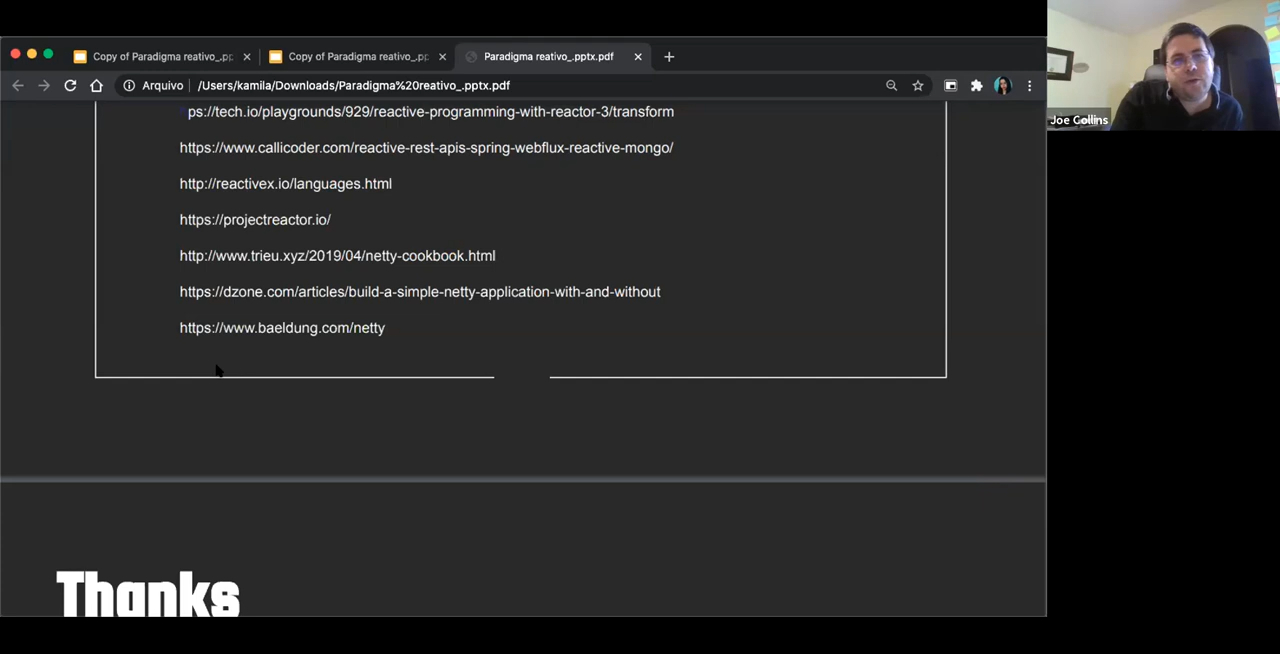 Copy of Paradigma reativo_.pp
Copy of Paradigma reativo_.pp
Paradigma reativo_.pptx.pdf
Arquivo
/Users/kamila/Downloads/Paradigma%20reativo_.pptx.pdf
Joe Collins
ps://tech.io/playgrounds/929/reactive-programming-with-reactor-3/transform
https://www.callicoder.com/reactive-rest-apis-spring-webflux-reactive-mongo/
http://reactivex.io/languages.html
https://projectreactor.io/
http://www.trieu.xyz/2019/04/netty-cookbook.html
https://dzone.com/articles/build-a-simple-netty-application-with-and-without
https://www.baeldung.com/netty
Thanks